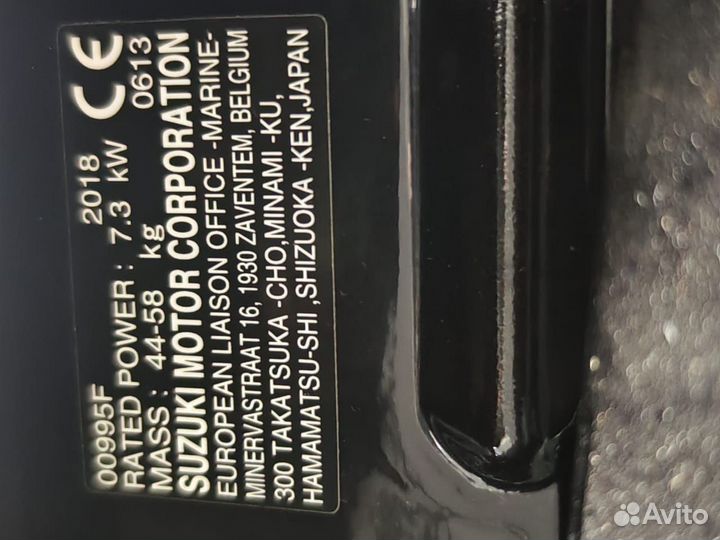 00995F 2018 CE
RATED POWER : 7.3 kW
MASS : 44-58 kg 0613
SUZUKI MOTOR CORPORATION
EUROPEAN LIAISON OFFICE -MARINE-
MINERVASTRAAT 16, 1930 ZAVENTEM, BELGIUM
300 TAKATSUKA -CHO,MINAMI -KU,
HAMAMATSU-SHI ,SHIZUOKA -KEN,JAPAN
Avito